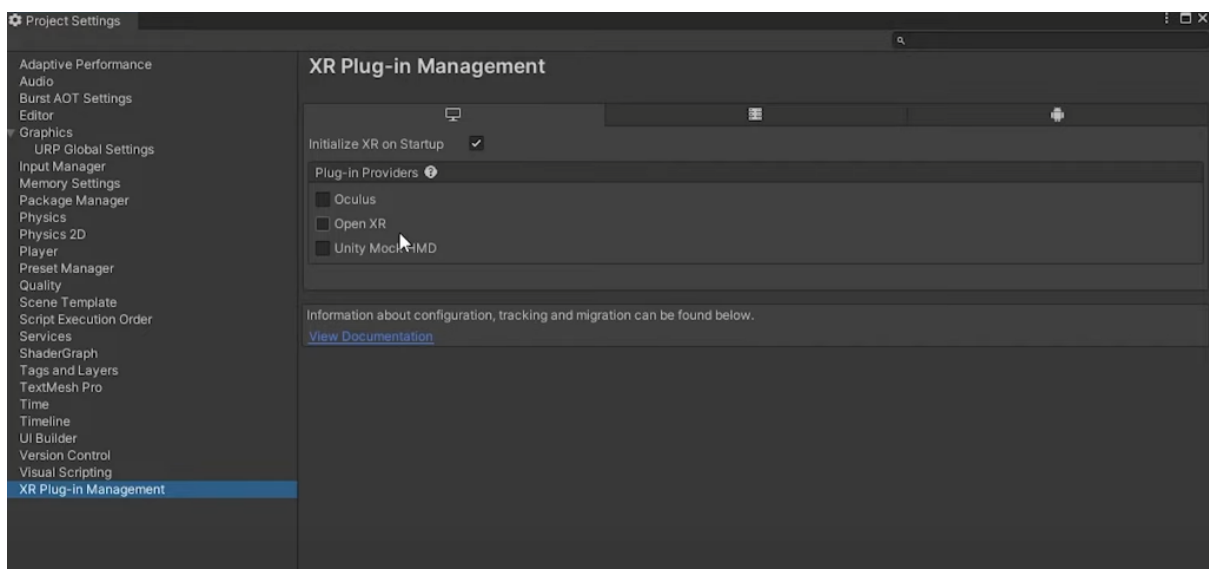 Project Settings
Adaptive Performance
Audio
Burst AOT Settings
Editor
Graphics
URP Global Settings
Input Manager
Memory Settings
Package Manager
Physics
Physics 2D
Player
Preset Manager
Quality
Scene Template
Script Execution Order
Services
ShaderGraph
Tags and Layers
TextMesh Pro
Time
Timeline
UI Builder
Version Control
Visual Scripting
XR Plug-in Management
XR Plug-in Management
Initialize XR on Startup
Plug-in Providers
Oculus
Open XR
Unity Mock HMD
Information about configuration, tracking and migration can be found below.
View Documentation